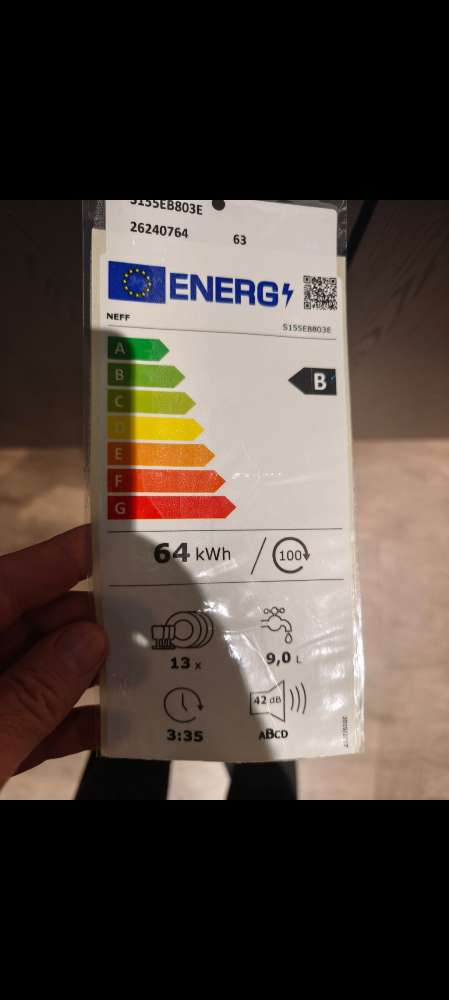 S155EB803E
26240764 63
ENERG
NEFF S155EB803E
A
B B
C
D
E
F
G
64 kWh / 100
13 x 9,0 L
42 dB
3:35 ABCD